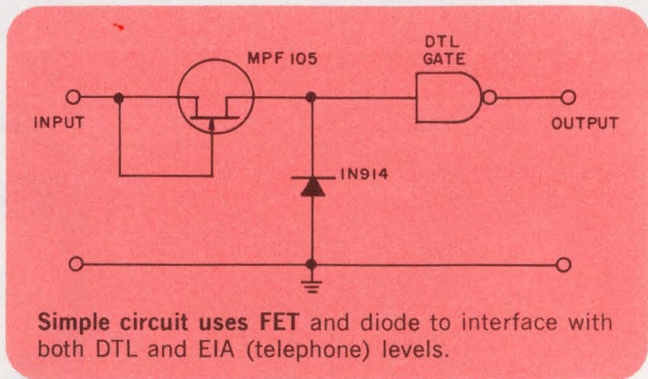 DTL
GATE
MPF 105
INPUT
OUTPUT
1N914
Simple circuit uses FET and diode to interface with
both DTL and EIA (telephone) levels.